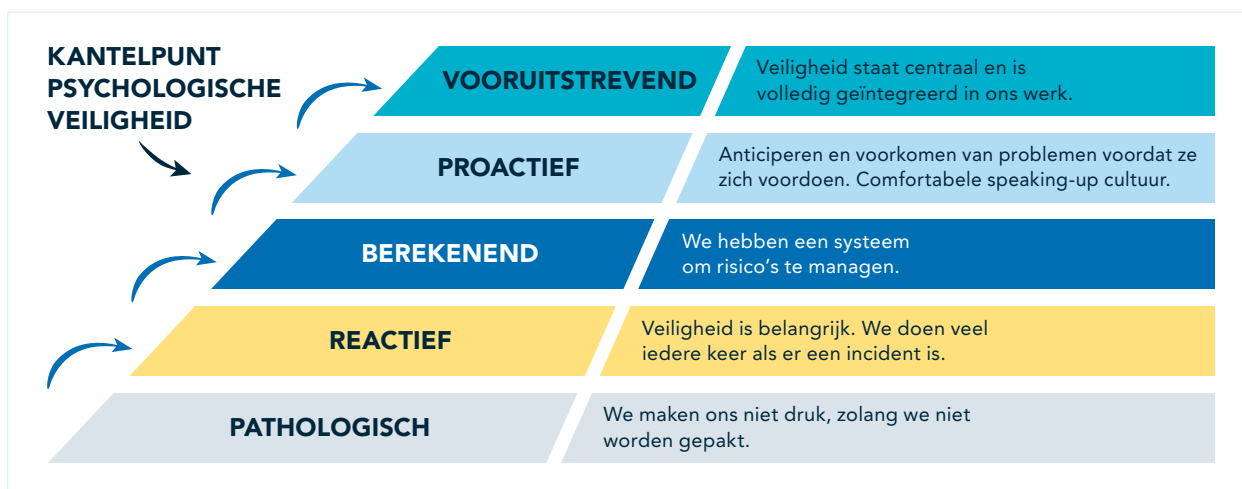 KANTELPUNT
PSYCHOLOGISCHE
VEILIGHEID
VOORUITSTREVEND
Veiligheid staat centraal en is
volledig geïntegreerd in ons werk.
PROACTIEF
Anticiperen en voorkomen van problemen voordat ze
zich voordoen. Comfortabele speaking-up cultuur.
BEREKENEND
We hebben een systeem
om risico’s te managen.
REACTIEF
Veiligheid is belangrijk. We doen veel
iedere keer als er een incident is.
PATHOLOGISCH
We maken ons niet druk, zolang we niet
worden gepakt.